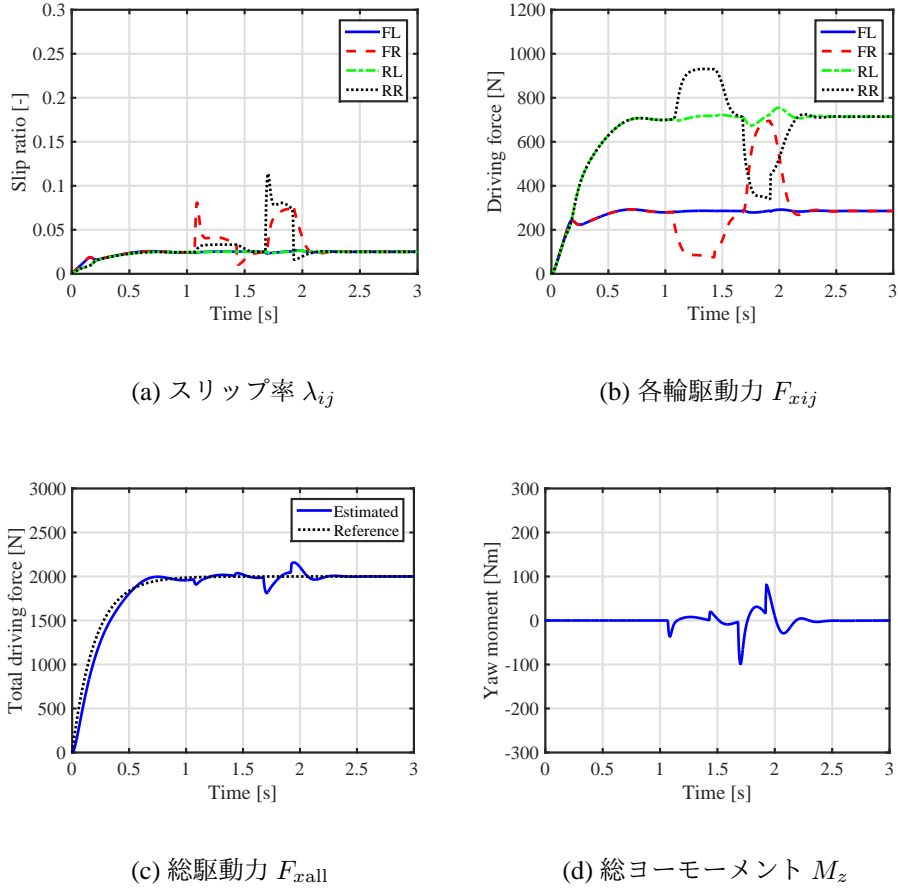 0.3
0.25
0.2
0.15
0.1
0.05
0
Slip ratio [-]
FL
FR
RL
RR
0 0.5 1 1.5 2 2.5 3
Time [s]
(a) スリップ率 λij
1200
1000
800
600
400
200
0
Driving force [N]
FL
FR
RL
RR
0 0.5 1 1.5 2 2.5 3
Time [s]
(b) 各輪駆動力 Fxij
3000
2500
2000
1500
1000
500
0
Total driving force [N]
Estimated
Reference
0 0.5 1 1.5 2 2.5 3
Time [s]
(c) 総駆動力 Fxall
300
200
100
0
-100
-200
-300
Yaw moment [Nm]
0 0.5 1 1.5 2 2.5 3
Time [s]
(d) 総ヨーモーメント Mz